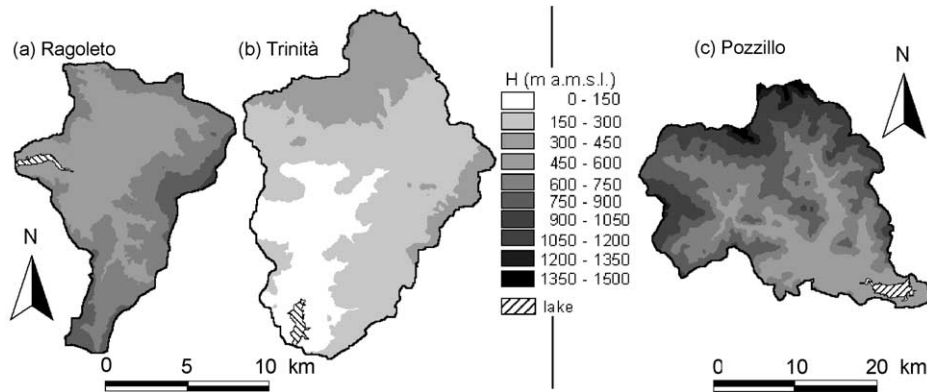 (a) Ragoleto
(b) Trinità
(c) Pozzillo
N
N
H (m a.m.s.l.)
0 - 150
150 - 300
300 - 450
450 - 600
600 - 750
750 - 900
900 - 1050
1050 - 1200
1200 - 1350
1350 - 1500
lake
0 5 10 km
0 10 20 km